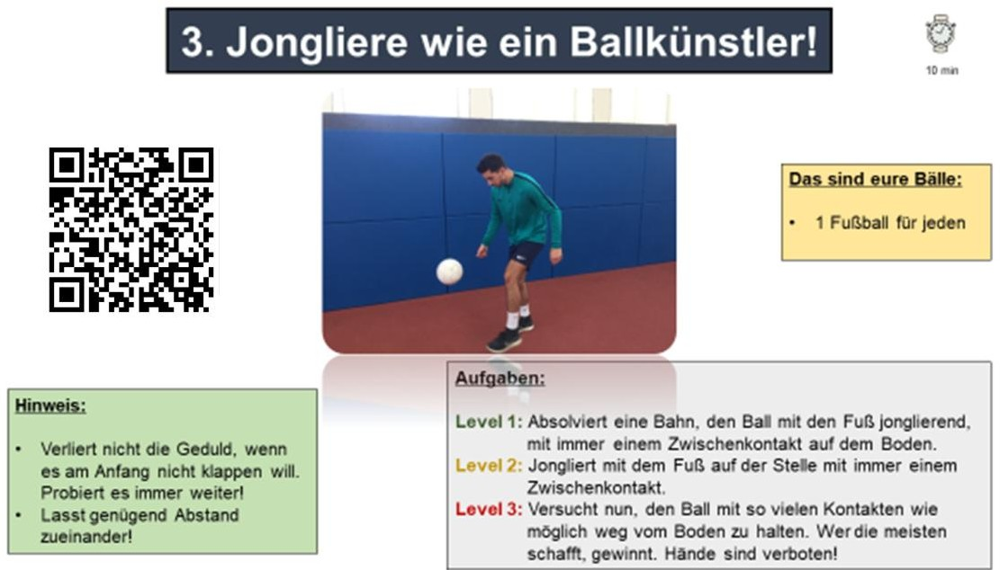 3. Jongliere wie ein Ballkünstler!
10 min
Das sind eure Bälle:
• 1 Fußball für jeden
Hinweis:
• Verliert nicht die Geduld, wenn
es am Anfang nicht klappen will.
Probiert es immer weiter!
• Lasst genügend Abstand
zueinander!
Aufgaben:
Level 1: Absolviert eine Bahn, den Ball mit den Fuß jonglierend,
mit immer einem Zwischenkontakt auf dem Boden.
Level 2: Jongliert mit dem Fuß auf der Stelle mit immer einem
Zwischenkontakt.
Level 3: Versucht nun, den Ball mit so vielen Kontakten wie
möglich weg vom Boden zu halten. Wer die meisten
schafft, gewinnt. Hände sind verboten!